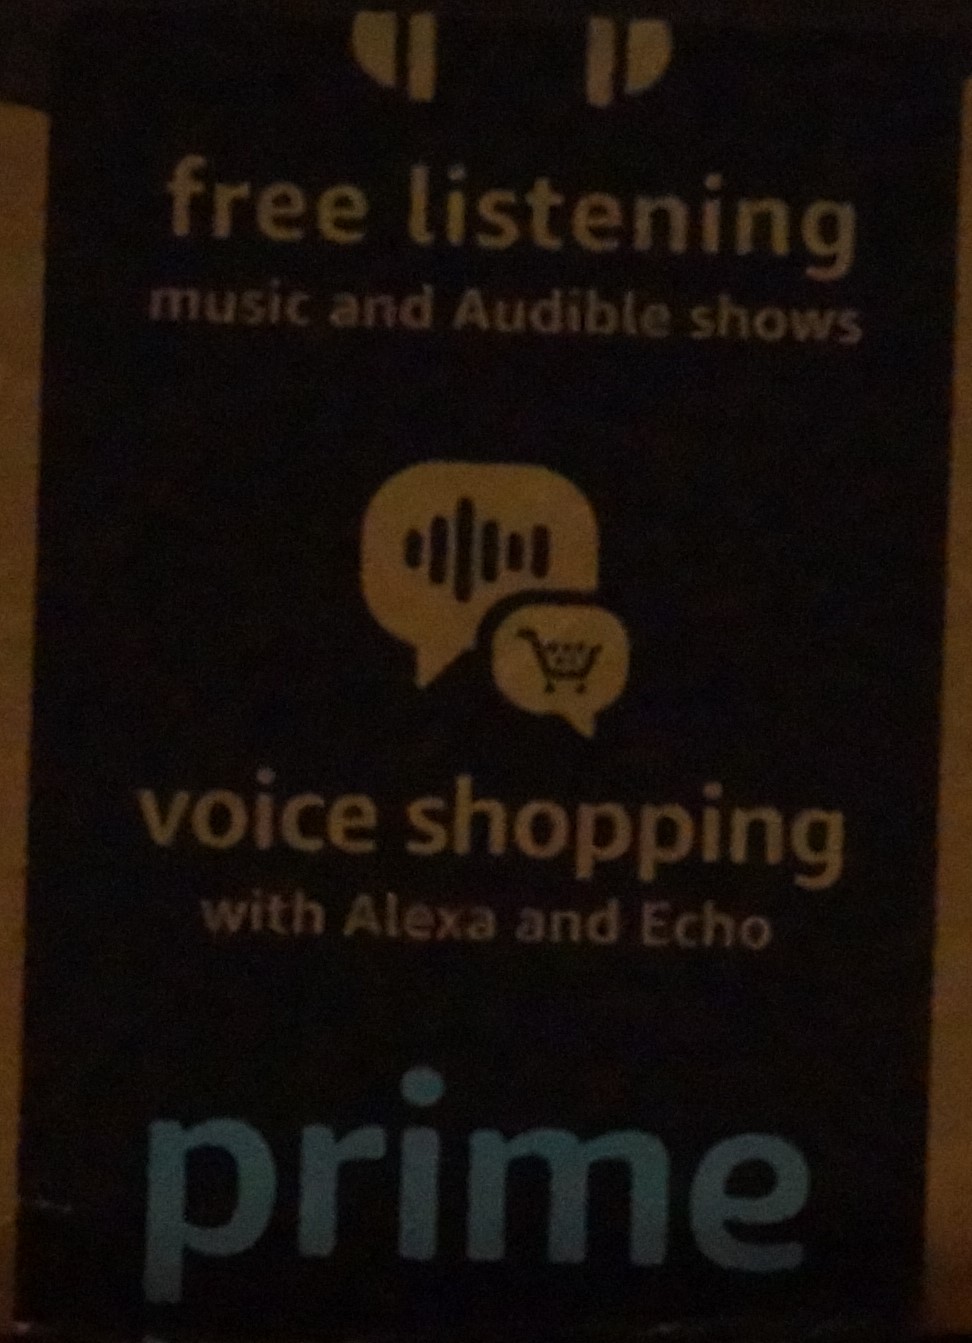 free listening
music and Audible shows
voice shopping
with Alexa and Echo
prime